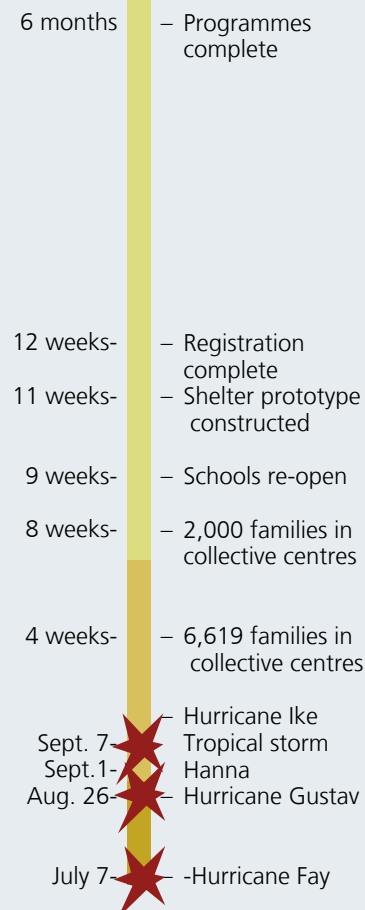 6 months – Programmes
complete
12 weeks- – Registration
complete
11 weeks- – Shelter prototype
constructed
9 weeks- – Schools re-open
8 weeks- – 2,000 families in
collective centres
4 weeks- – 6,619 families in
collective centres
– Hurricane Ike
Sept. 7- Tropical storm
Sept.1- Hanna
Aug. 26- – Hurricane Gustav
July 7- – -Hurricane Fay